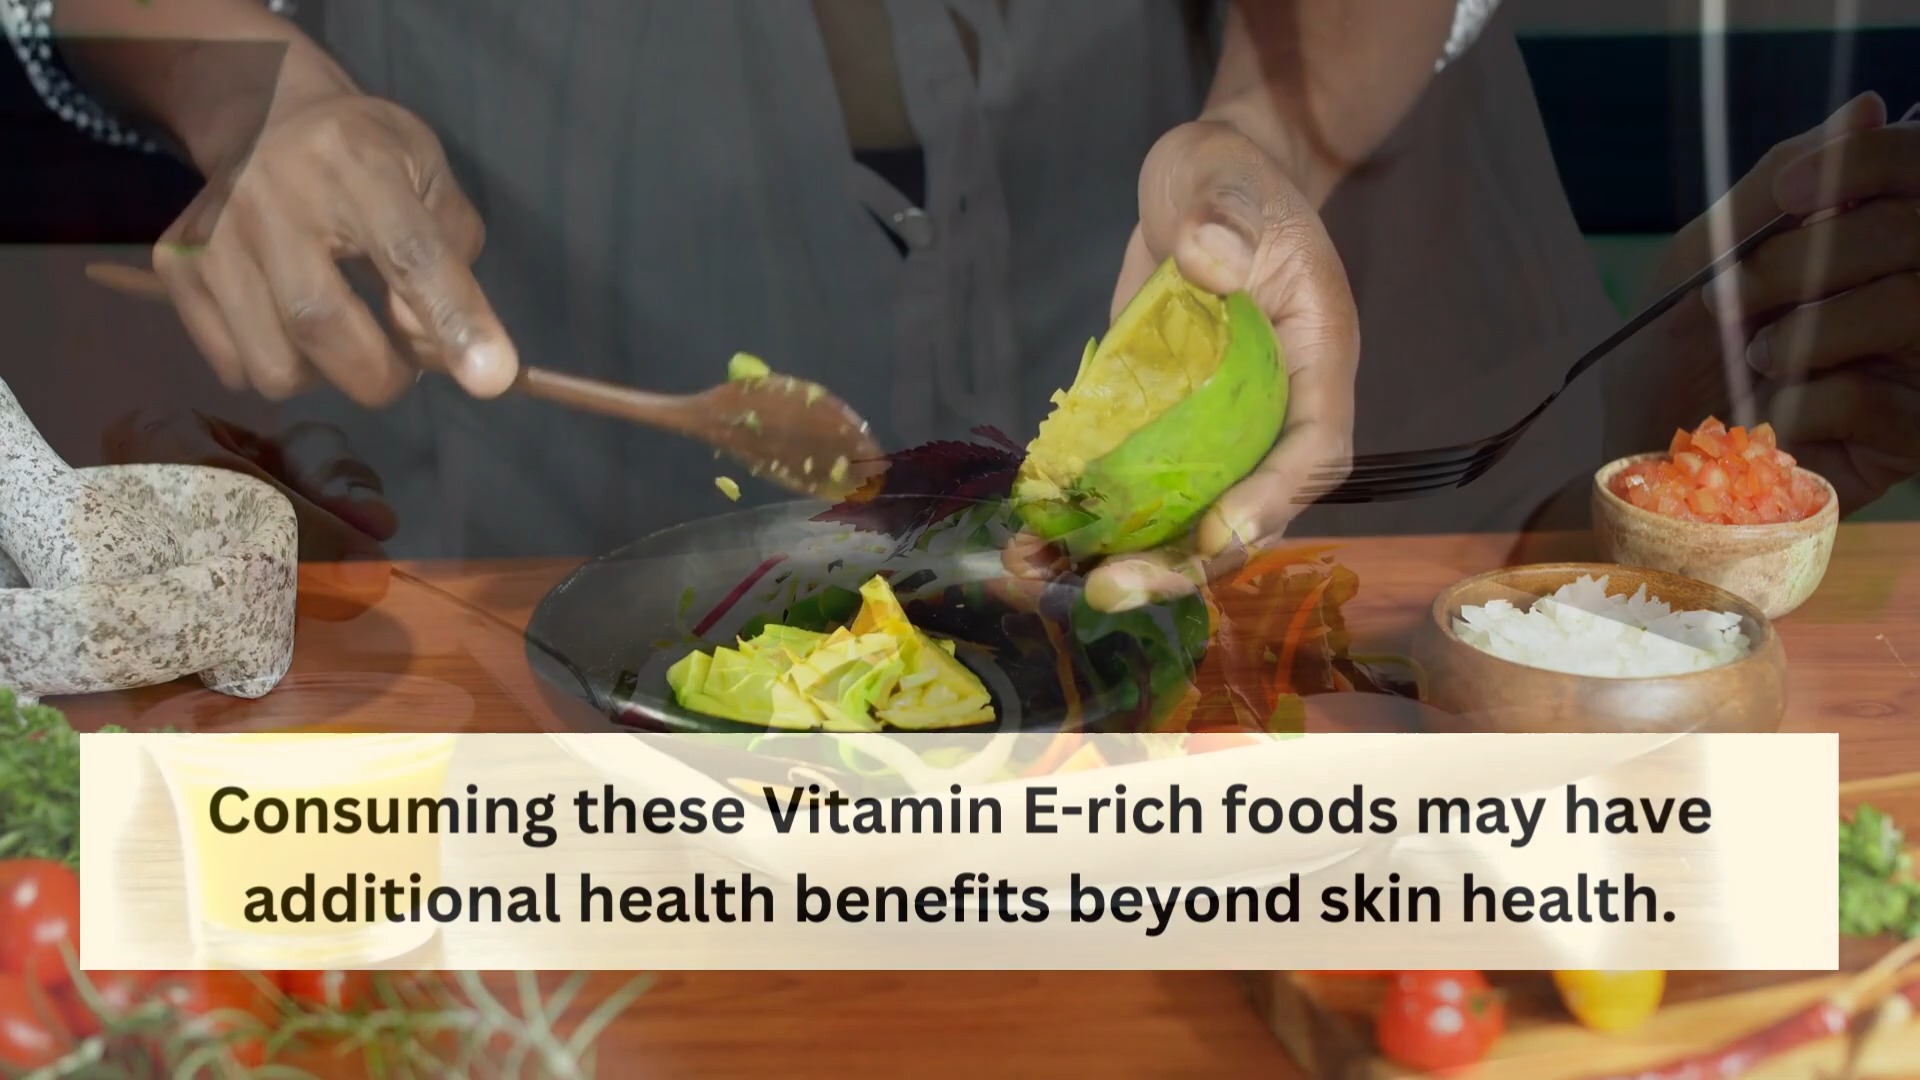 Consuming these Vitamin E-rich foods may have
additional health benefits beyond skin health.